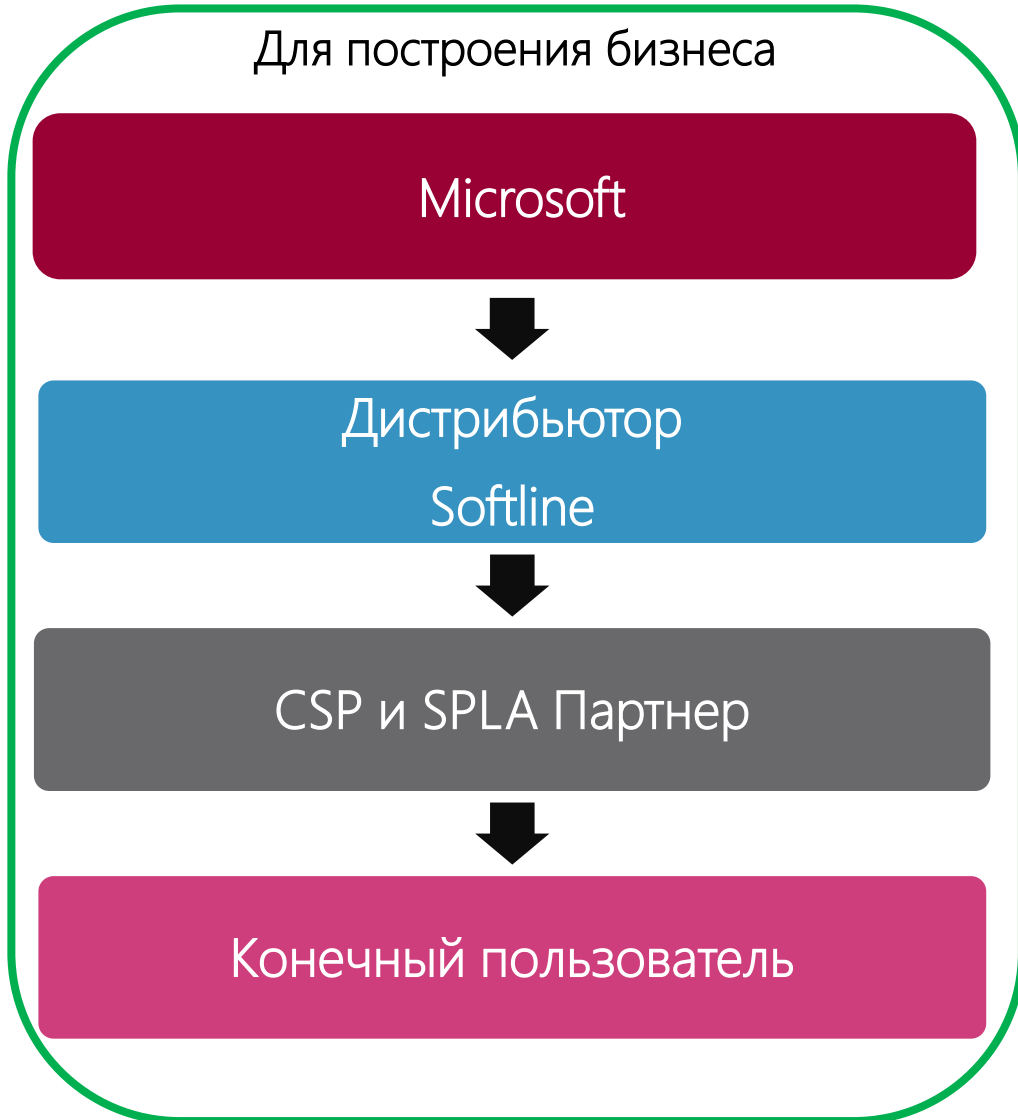 Для построения бизнеса
Microsoft
Дистрибьютор
Softline
CSP и SPLA Партнер
Конечный пользователь